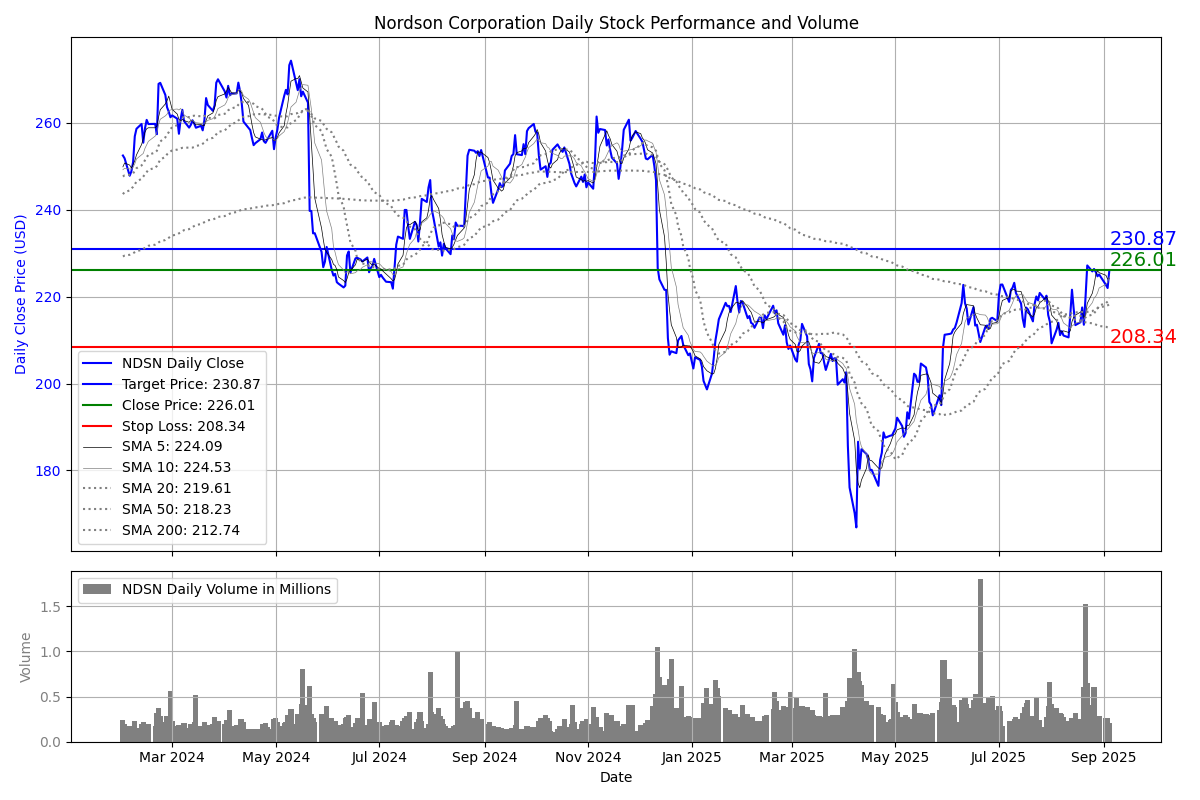 Nordson Corporation Daily Stock Performance and Volume
Daily Close Price (USD)
260
240
220
200
180
230.87
226.01
208.34
NDSN Daily Close
Target Price: 230.87
Close Price: 226.01
Stop Loss: 208.34
SMA 5: 224.09
SMA 10: 224.53
SMA 20: 219.61
SMA 50: 218.23
SMA 200: 212.74
NDSN Daily Volume in Millions
Volume
1.5
1.0
0.5
0.0
Mar 2024 May 2024 Jul 2024 Sep 2024 Nov 2024 Jan 2025 Mar 2025 May 2025 Jul 2025 Sep 2025
Date